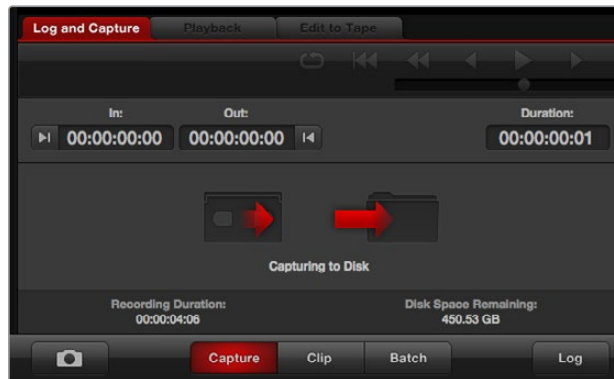 Log and Capture Playback Edit to Tape
In: Out: Duration:
00:00:00:00 00:00:00:00 00:00:00:01
Capturing to Disk
Recording Duration: Disk Space Remaining:
00:00:04:06 450.53 GB
Capture Clip Batch Log